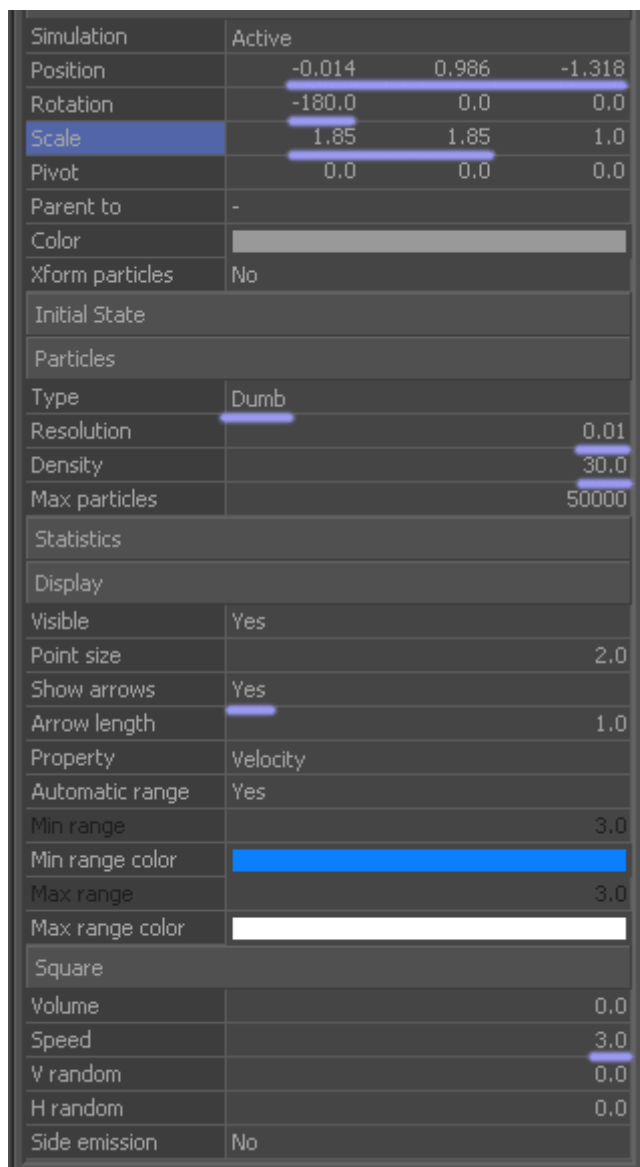 Simulation Active
Position -0.014 0.986 -1.318
Rotation -180.0 0.0 0.0
Scale 1.85 1.85 1.0
Pivot 0.0 0.0 0.0
Parent to -
Color
Xform particles No
Initial State
Particles
Type Dumb
Resolution 0.01
Density 30.0
Max particles 50000
Statistics
Display
Visible Yes
Point size 2.0
Show arrows Yes
Arrow length 1.0
Property Velocity
Automatic range Yes
Min range 3.0
Min range color
Max range 3.0
Max range color
Square
Volume 0.0
Speed 3.0
V random 0.0
H random 0.0
Side emission No